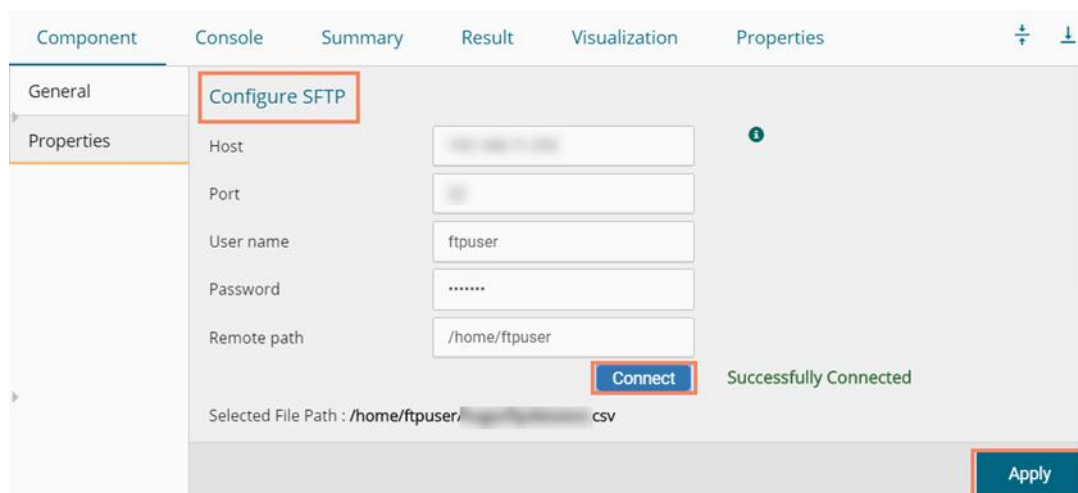 Component Console Summary Result Visualization Properties
General
Properties
Configure SFTP
Host
Port
User name ftpuser
Password •••••••
Remote path /home/ftpuser
Connect Successfully Connected
Selected File Path : /home/ftpuser/ csv
Apply